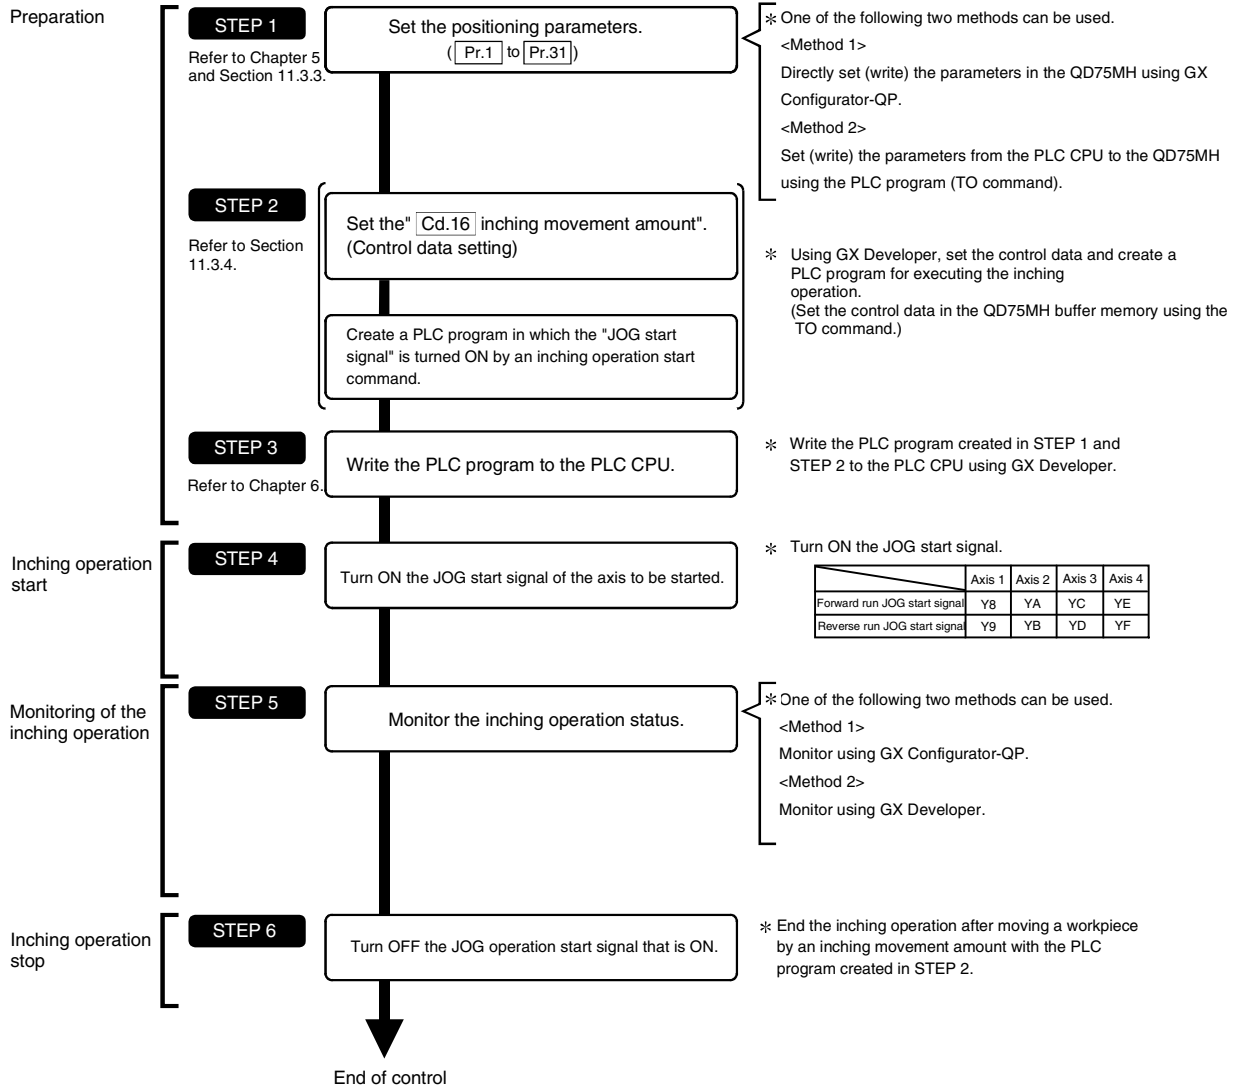 Preparation
STEP 1
Refer to Chapter 5
and Section 11.3.3.
Set the positioning parameters.
( Pr.1 to Pr.31 )
* One of the following two methods can be used.
<Method 1>
Directly set (write) the parameters in the QD75MH using GX
Configurator-QP.
<Method 2>
Set (write) the parameters from the PLC CPU to the QD75MH
using the PLC program (TO command).
STEP 2
Refer to Section
11.3.4.
Set the" Cd.16 inching movement amount".
(Control data setting)
Create a PLC program in which the "JOG start
signal" is turned ON by an inching operation start
command.
* Using GX Developer, set the control data and create a
PLC program for executing the inching
operation.
(Set the control data in the QD75MH buffer memory using the
TO command.)
STEP 3
Refer to Chapter 6.
Write the PLC program to the PLC CPU.
* Write the PLC program created in STEP 1 and
STEP 2 to the PLC CPU using GX Developer.
Inching operation
start
STEP 4
Turn ON the JOG start signal of the axis to be started.
* Turn ON the JOG start signal.
Axis 1 Axis 2 Axis 3 Axis 4
Forward run JOG start signal Y8 YA YC YE
Reverse run JOG start signal Y9 YB YD YF
Monitoring of the
inching operation
STEP 5
Monitor the inching operation status.
* One of the following two methods can be used.
<Method 1>
Monitor using GX Configurator-QP.
<Method 2>
Monitor using GX Developer.
Inching operation
stop
STEP 6
Turn OFF the JOG operation start signal that is ON.
* End the inching operation after moving a workpiece
by an inching movement amount with the PLC
program created in STEP 2.
End of control